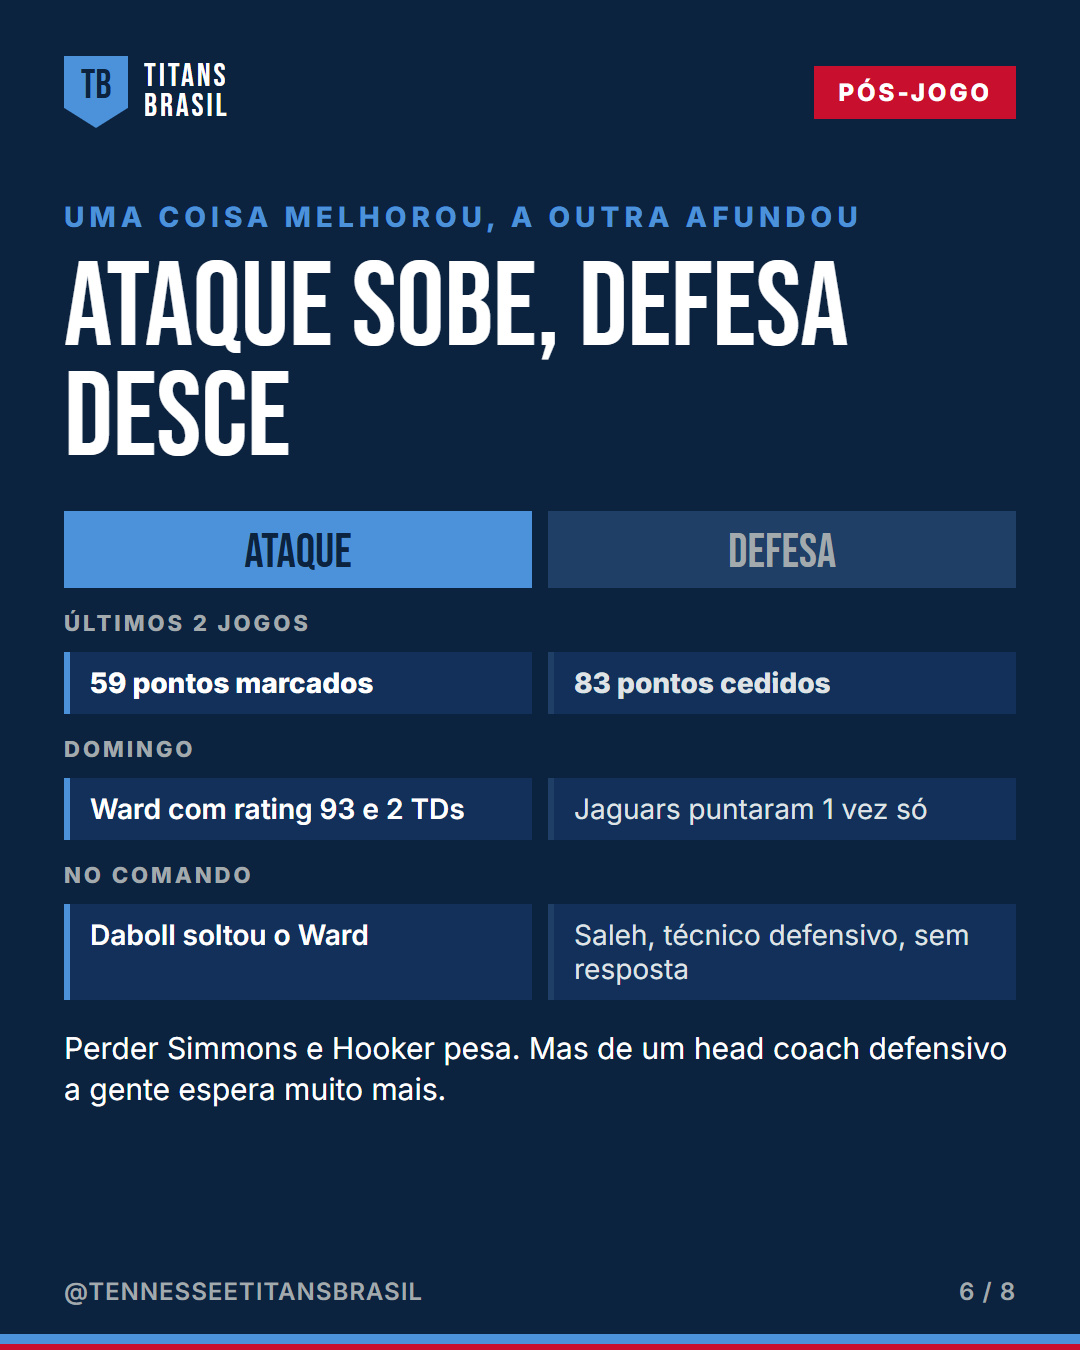 TB
TITANS
BRASIL
PÓS-JOGO
UMA COISA MELHOROU, A OUTRA AFUNDOU
ATAQUE SOBE, DEFESA
DESCE
ATAQUE
DEFESA
ÚLTIMOS 2 JOGOS
59 pontos marcados
83 pontos cedidos
DOMINGO
Ward com rating 93 e 2 TDs
Jaguars puntaram 1 vez só
NO COMANDO
Daboll soltou o Ward
Saleh, técnico defensivo, sem
resposta
Perder Simmons e Hooker pesa. Mas de um head coach defensivo
a gente espera muito mais.
@TENNESSEETITANSBRASIL
6 / 8